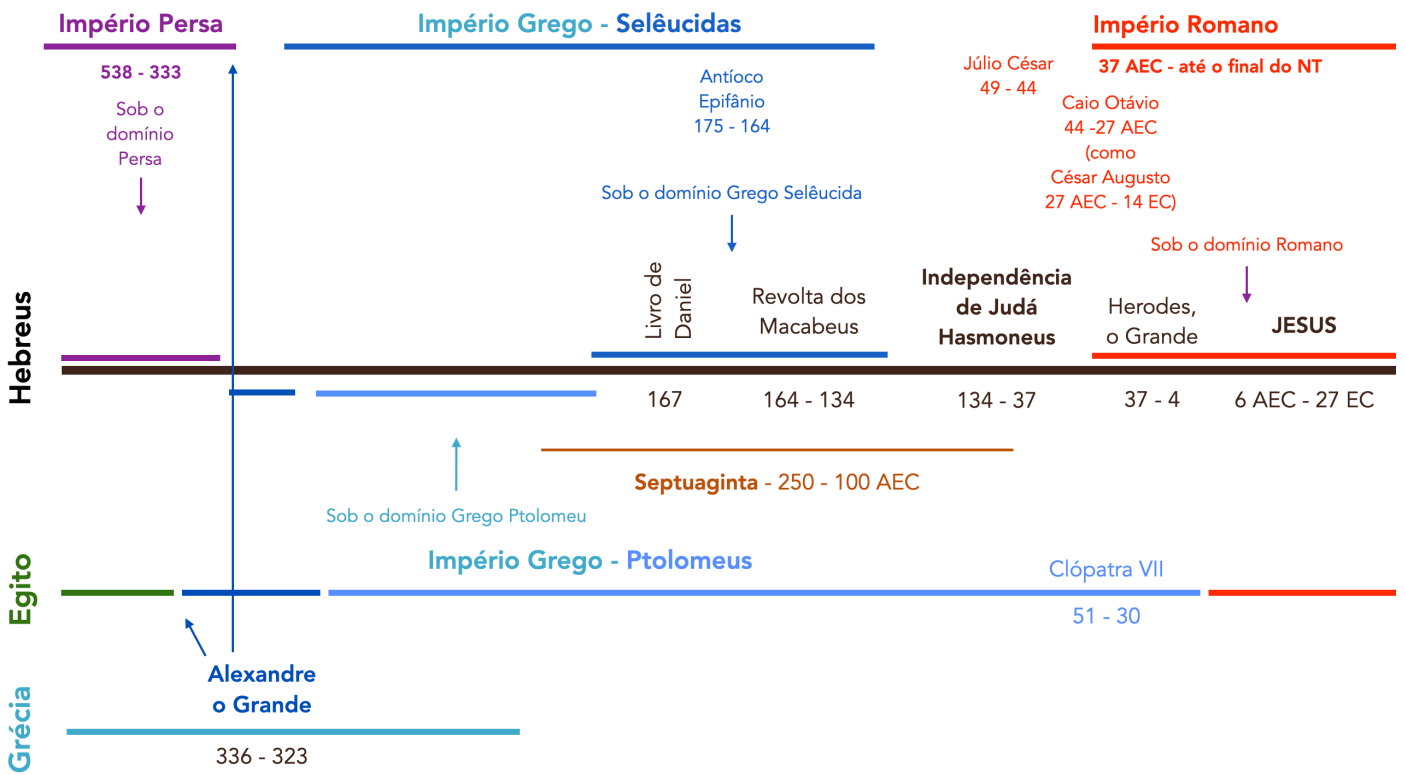 Império Persa
538 - 333
Sob o
domínio
Persa
Império Grego - Selêucidas
Antíoco
Epifânio
175 - 164
Sob o domínio Grego Selêucida
Júlio César
49 - 44
Império Romano
37 AEC - até o final do NT
Caio Otávio
44 -27 AEC
(como
César Augusto
27 AEC - 14 EC)
Sob o domínio Romano
Hebreus
Livro de
Daniel
Revolta dos
Macabeus
Independência
de Judá
Hasmoneus
Herodes,
o Grande
JESUS
167
164 - 134
134 - 37
37 - 4
6 AEC - 27 EC
Septuaginta - 250 - 100 AEC
Sob o domínio Grego Ptolomeu
Egito
Império Grego - Ptolomeus
Clópatra VII
51 - 30
Alexandre
o Grande
Grécia
336 - 323